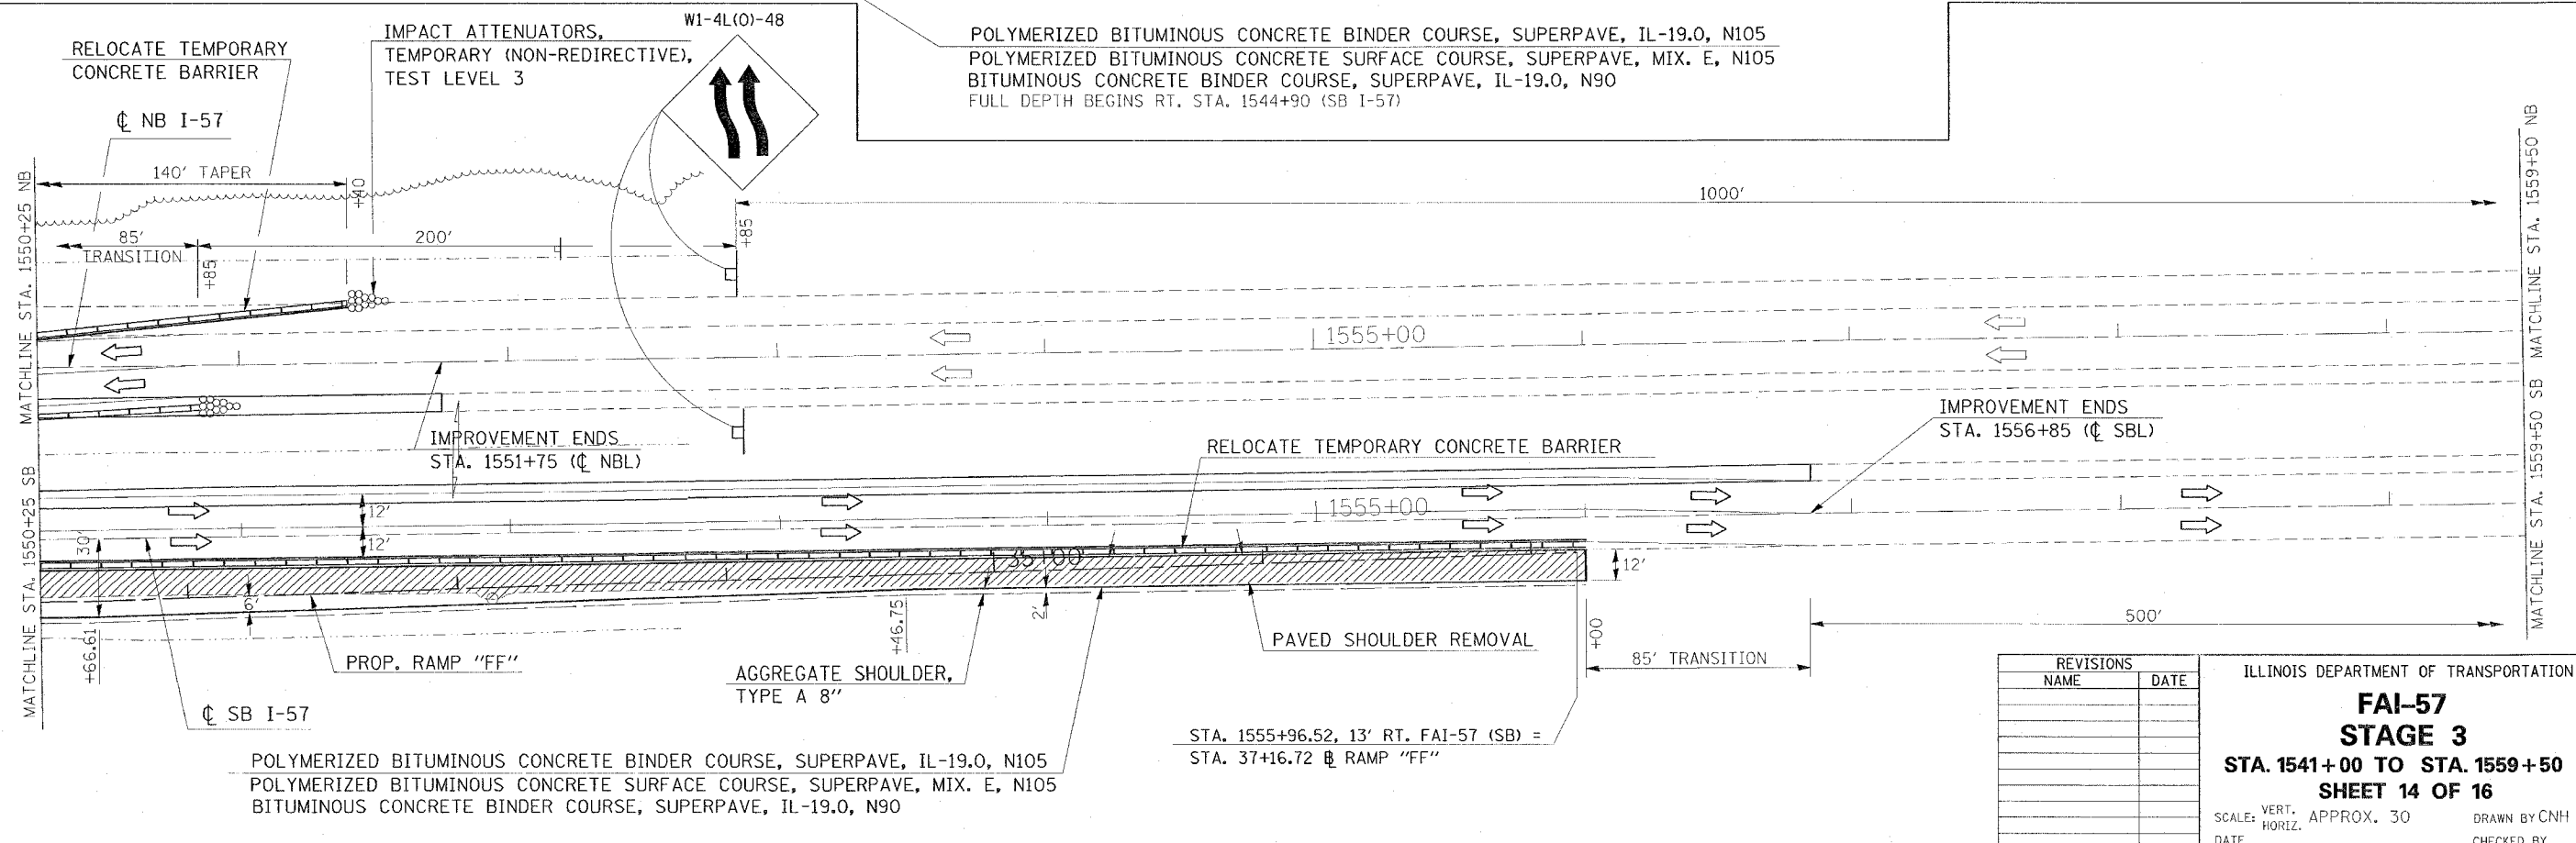 RELOCATE TEMPORARY
CONCRETE BARRIER
IMPACT ATTENUATORS,
TEMPORARY (NON-REDIRECTIVE),
TEST LEVEL 3
W1-4L(O)-48
POLYMERIZED BITUMINOUS CONCRETE BINDER COURSE, SUPERPAVE, IL-19.0, N105
POLYMERIZED BITUMINOUS CONCRETE SURFACE COURSE, SUPERPAVE, MIX. E, N105
BITUMINOUS CONCRETE BINDER COURSE, SUPERPAVE, IL-19.0, N90
FULL DEPTH BEGINS RT. STA. 1544+90 (SB I-57)
℄ NB I-57
140' TAPER
+40
85'
TRANSITION
+85
200'
+85
1000'
MATCHLINE STA. 1550+25 NB
MATCHLINE STA. 1559+50 NB
1555+00
IMPROVEMENT ENDS
STA. 1551+75 (℄ NBL)
RELOCATE TEMPORARY CONCRETE BARRIER
IMPROVEMENT ENDS
STA. 1556+85 (℄ SBL)
MATCHLINE STA. 1550+25 SB
MATCHLINE STA. 1559+50 SB
12'
12'
30'
1555+00
35+00
12'
6'
2'
+66.61
+46.75
+00
PROP. RAMP "FF"
AGGREGATE SHOULDER,
TYPE A 8"
PAVED SHOULDER REMOVAL
85' TRANSITION
500'
℄ SB I-57
STA. 1555+96.52, 13' RT. FAI-57 (SB) =
STA. 37+16.72 ⅊ RAMP "FF"
POLYMERIZED BITUMINOUS CONCRETE BINDER COURSE, SUPERPAVE, IL-19.0, N105
POLYMERIZED BITUMINOUS CONCRETE SURFACE COURSE, SUPERPAVE, MIX. E, N105
BITUMINOUS CONCRETE BINDER COURSE, SUPERPAVE, IL-19.0, N90
REVISIONS
NAME DATE
ILLINOIS DEPARTMENT OF TRANSPORTATION
FAI-57
STAGE 3
STA. 1541+00 TO STA. 1559+50
SHEET 14 OF 16
SCALE: VERT. HORIZ. APPROX. 30 DRAWN BY CNH
DATE CHECKED BY